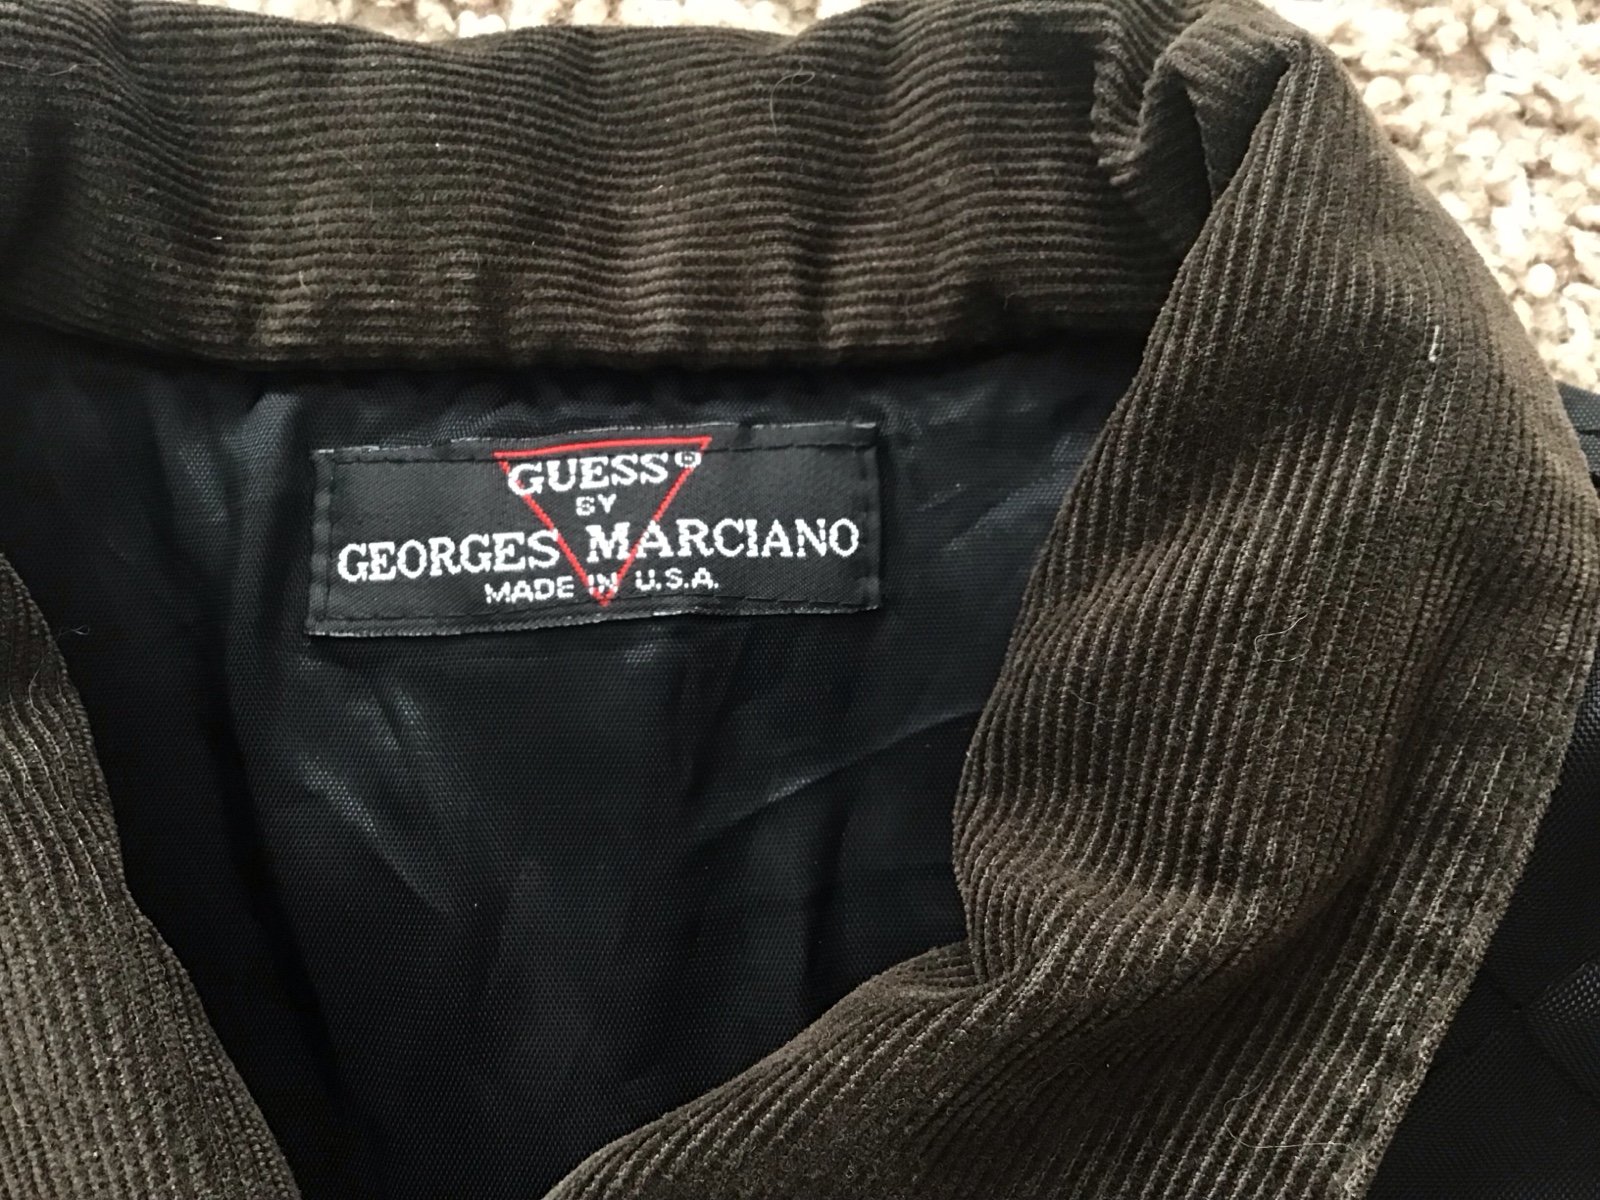 GUESS®
BY
GEORGES MARCIANO
MADE IN U.S.A.